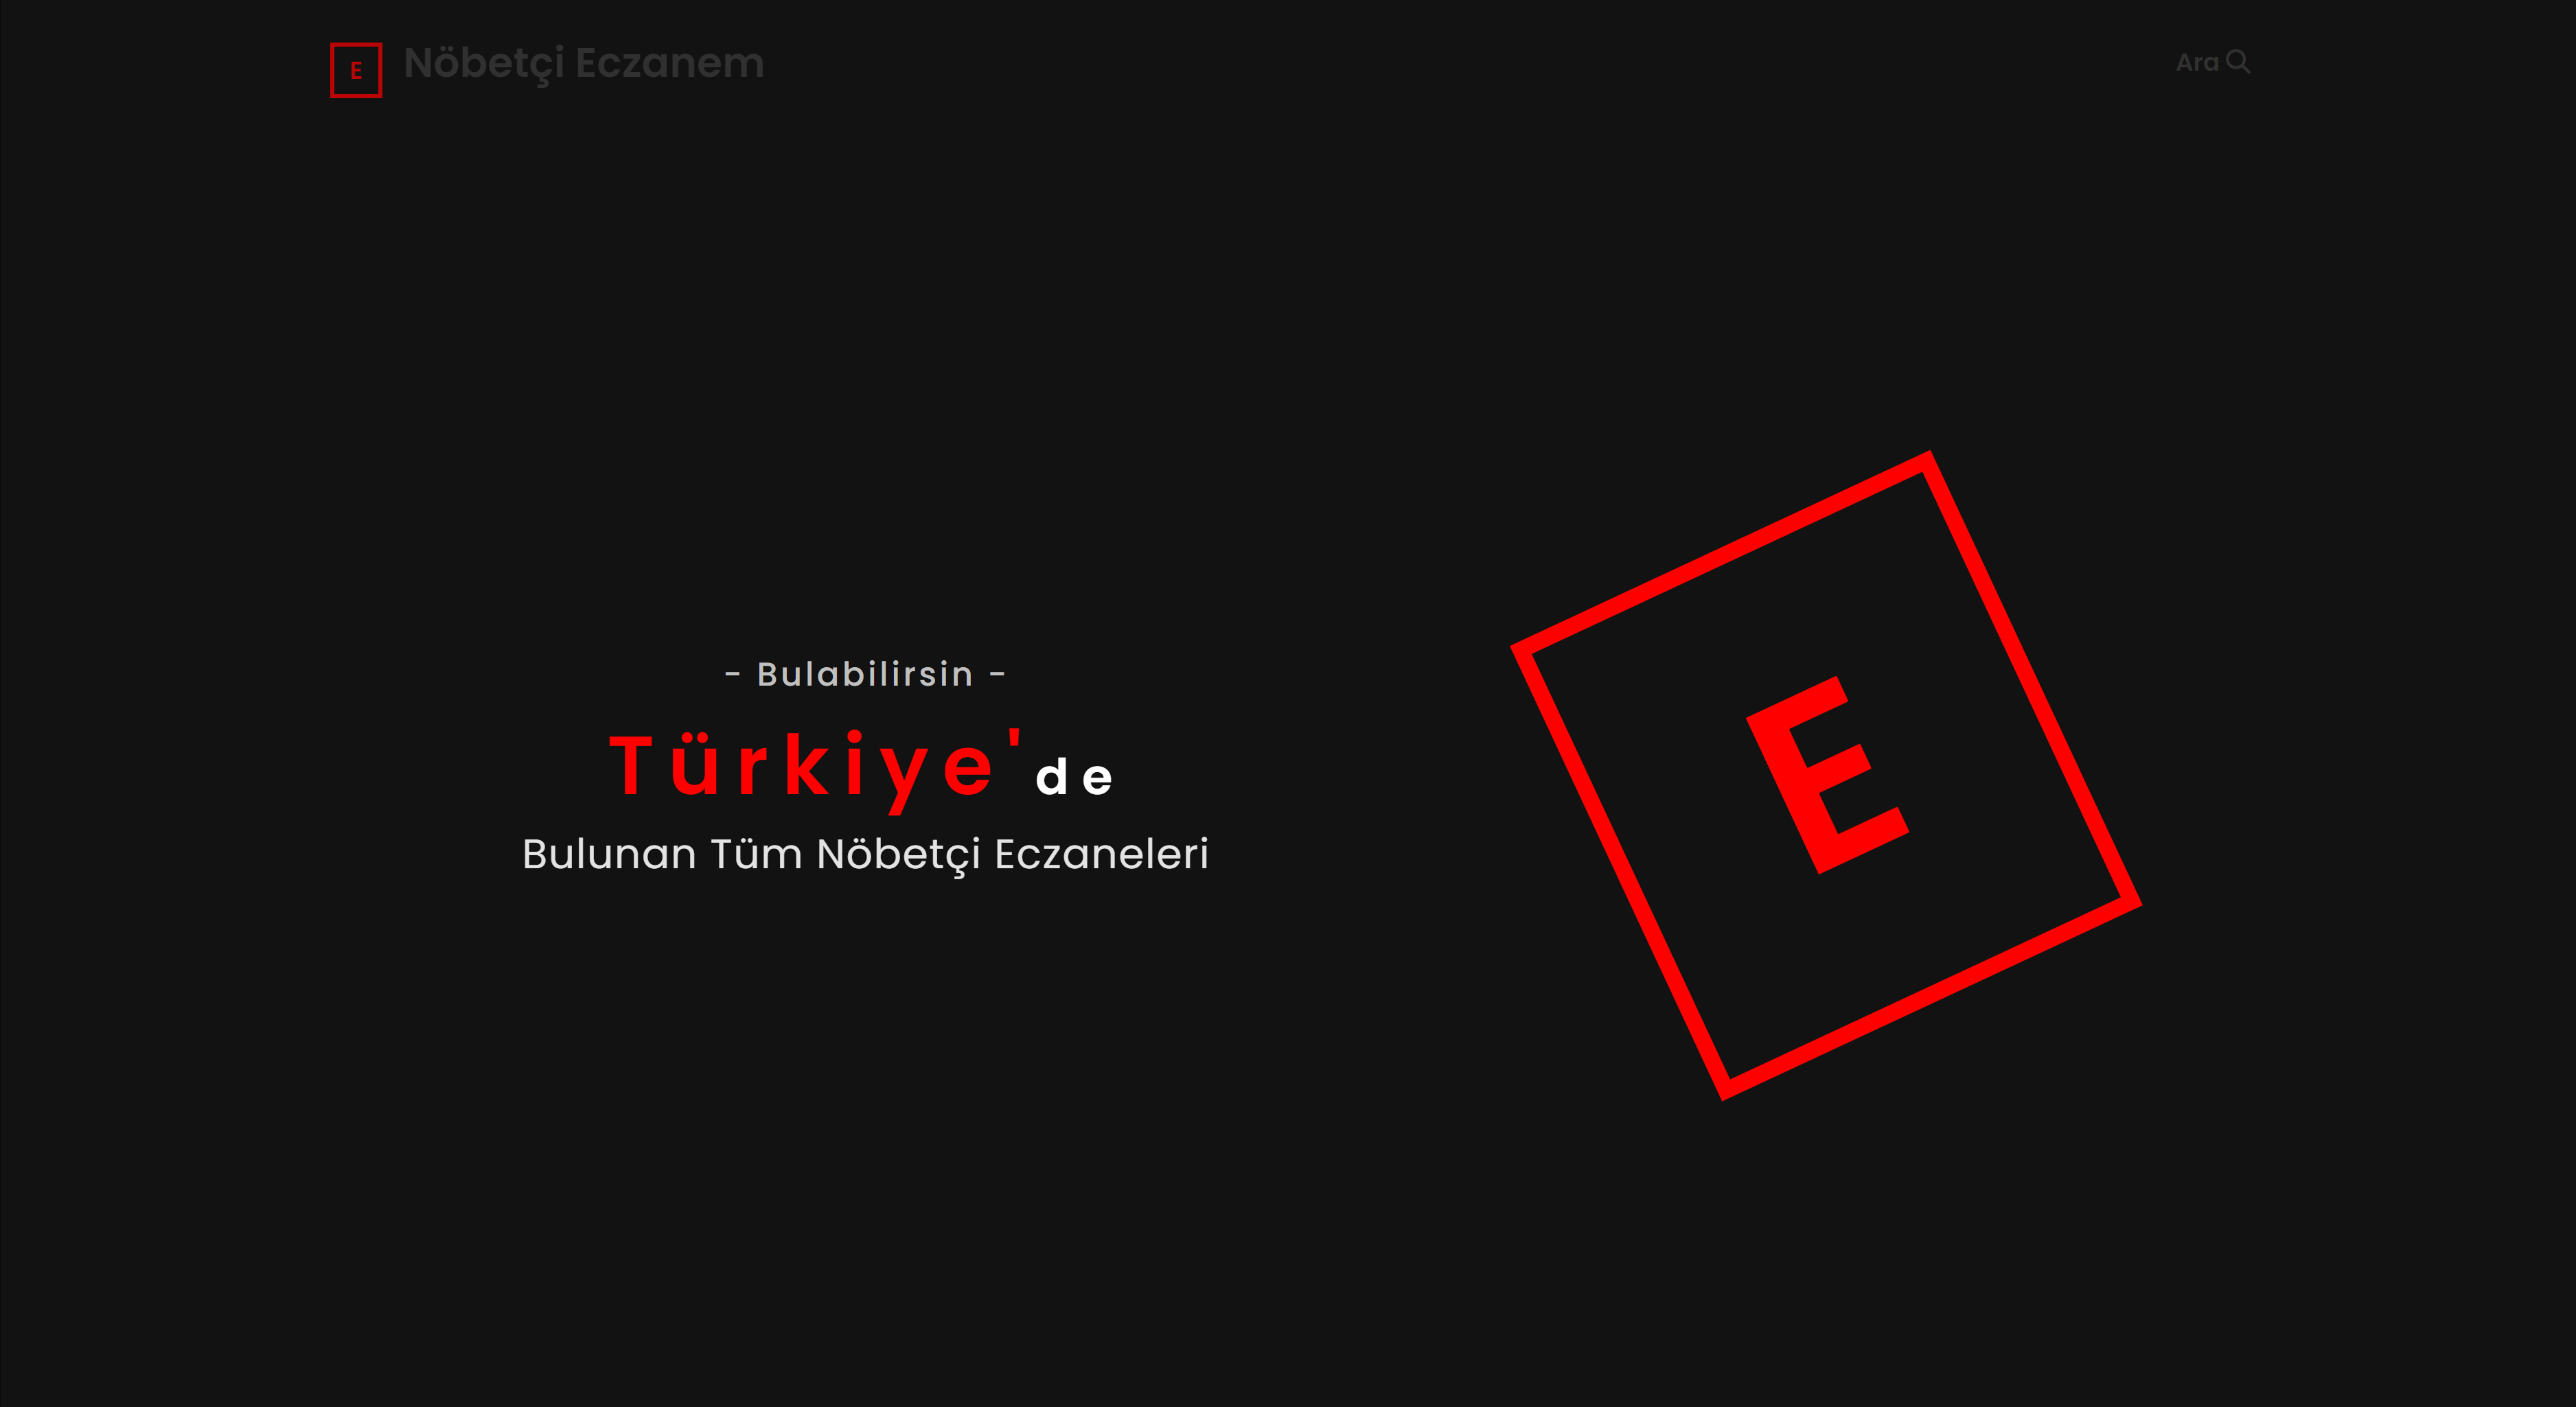 E Nöbetçi Eczanem
Ara
- Bulabilirsin -
Türkiye'de
Bulunan Tüm Nöbetçi Eczaneleri
E